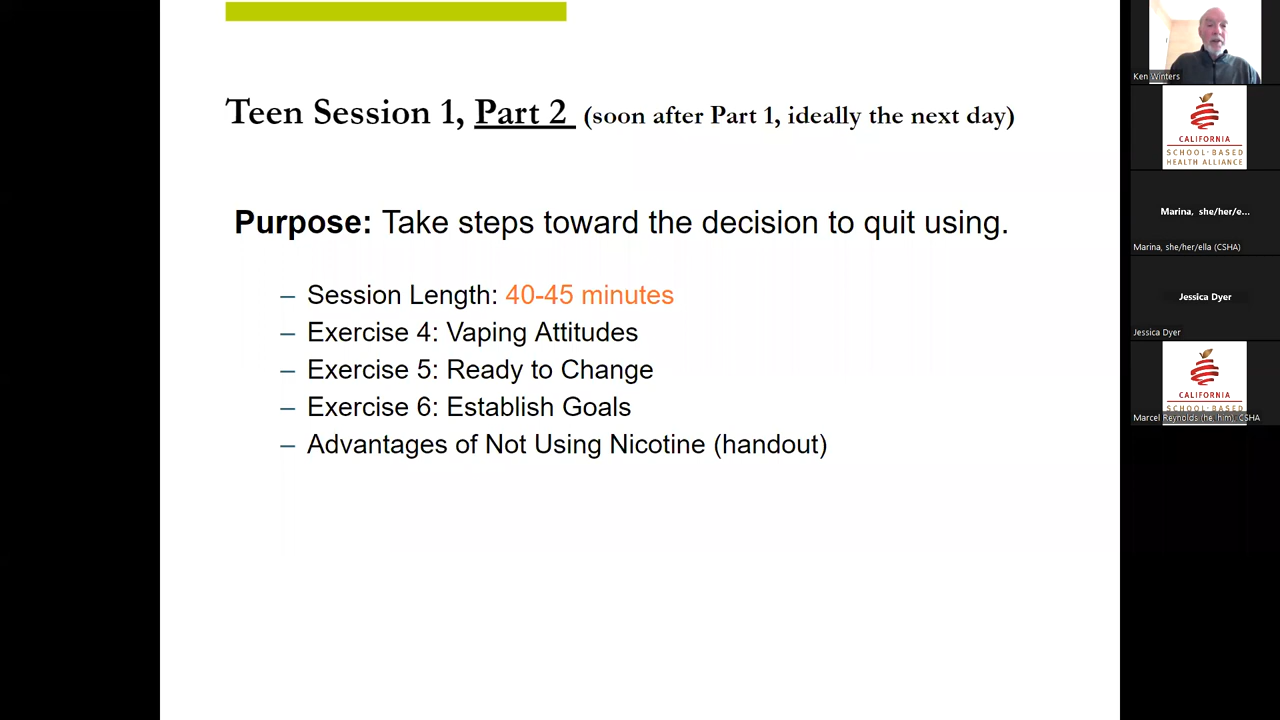 Teen Session 1, Part 2 (soon after Part 1, ideally the next day)
Purpose: Take steps toward the decision to quit using.
– Session Length: 40-45 minutes
– Exercise 4: Vaping Attitudes
– Exercise 5: Ready to Change
– Exercise 6: Establish Goals
– Advantages of Not Using Nicotine (handout)
Ken Winters
CALIFORNIA
SCHOOL·BASED
HEALTH ALLIANCE
Marina, she/her/e...
Marina, she/her/ella (CSHA)
Jessica Dyer
Jessica Dyer
CALIFORNIA
SCHOOL·BASED
Marcel Reynolds (he, him), CSHA